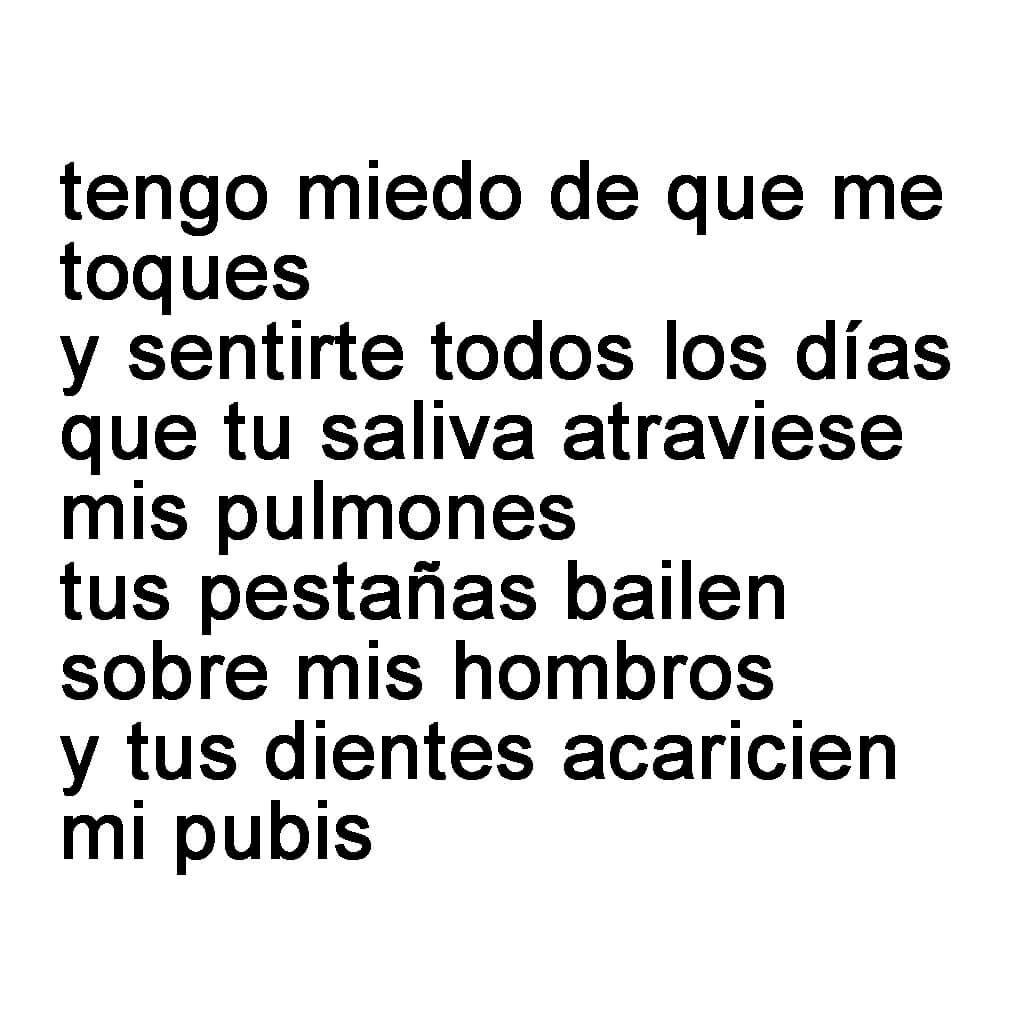 tengo miedo de que me
toques
y sentirte todos los días
que tu saliva atraviese
mis pulmones
tus pestañas bailen
sobre mis hombros
y tus dientes acaricien
mi pubis